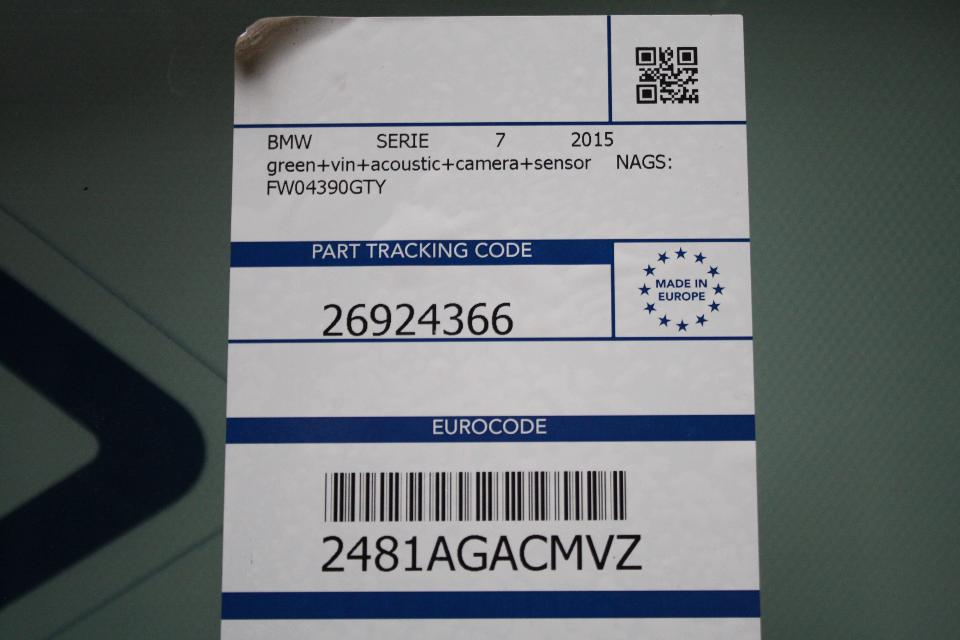 BMW SERIE 7 2015
green+vin+acoustic+camera+sensor NAGS:
FW04390GTY
PART TRACKING CODE
MADE IN
EUROPE
26924366
EUROCODE
2481AGACMVZ